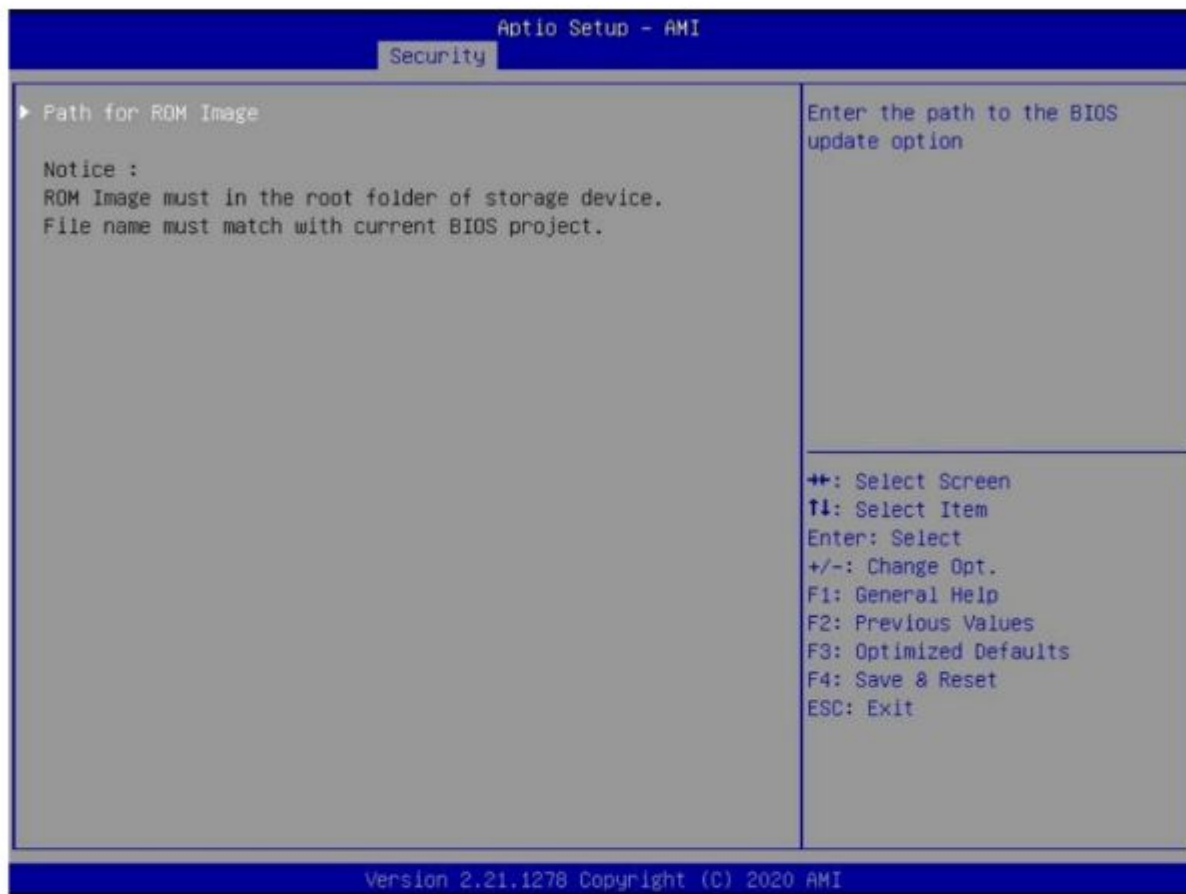 Aptio Setup - AMI
Security
Path for ROM Image
Notice :
ROM Image must in the root folder of storage device.
File name must match with current BIOS project.
Enter the path to the BIOS
update option
→←: Select Screen
↑↓: Select Item
Enter: Select
+/-: Change Opt.
F1: General Help
F2: Previous Values
F3: Optimized Defaults
F4: Save & Reset
ESC: Exit
Version 2.21.1278 Copyright (C) 2020 AMI